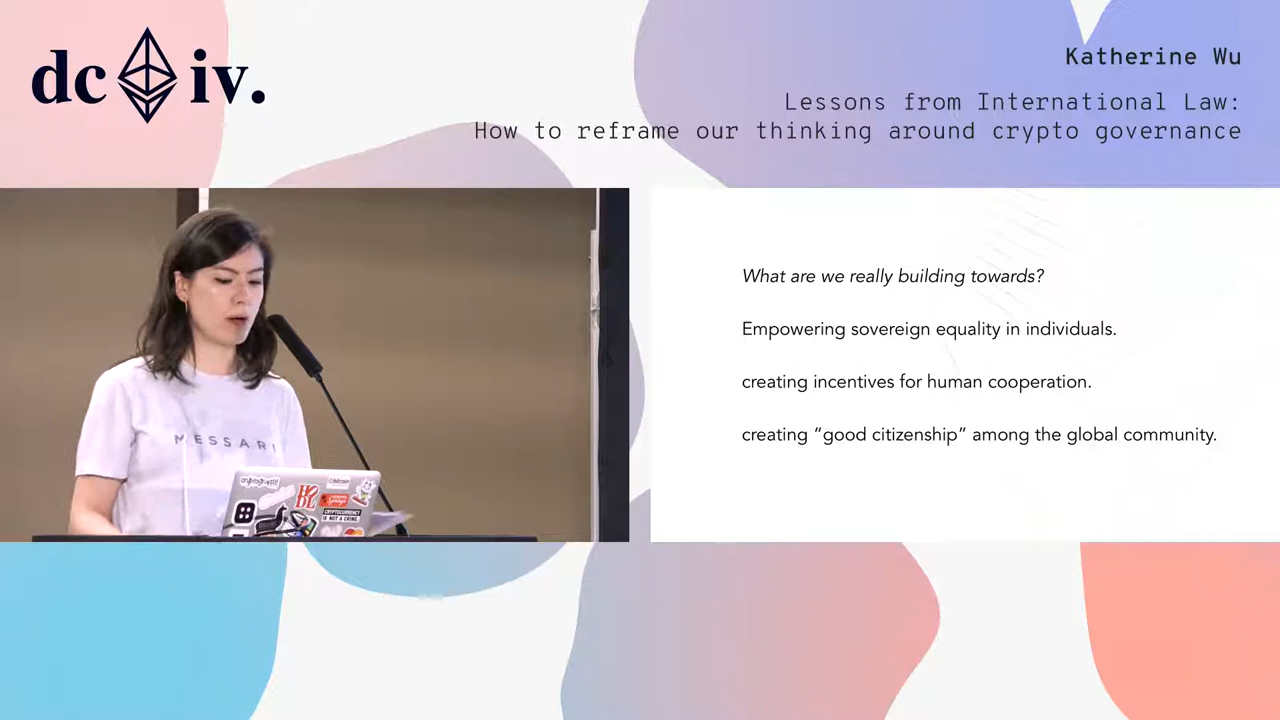 dc iv.
Katherine Wu
Lessons from International Law:
How to reframe our thinking around crypto governance
What are we really building towards?
Empowering sovereign equality in individuals.
creating incentives for human cooperation.
creating “good citizenship” among the global community.
MESSARI
cryptograffiti
bitcoin
CRYPTOCURRENCY
IS NOT A CRIME.